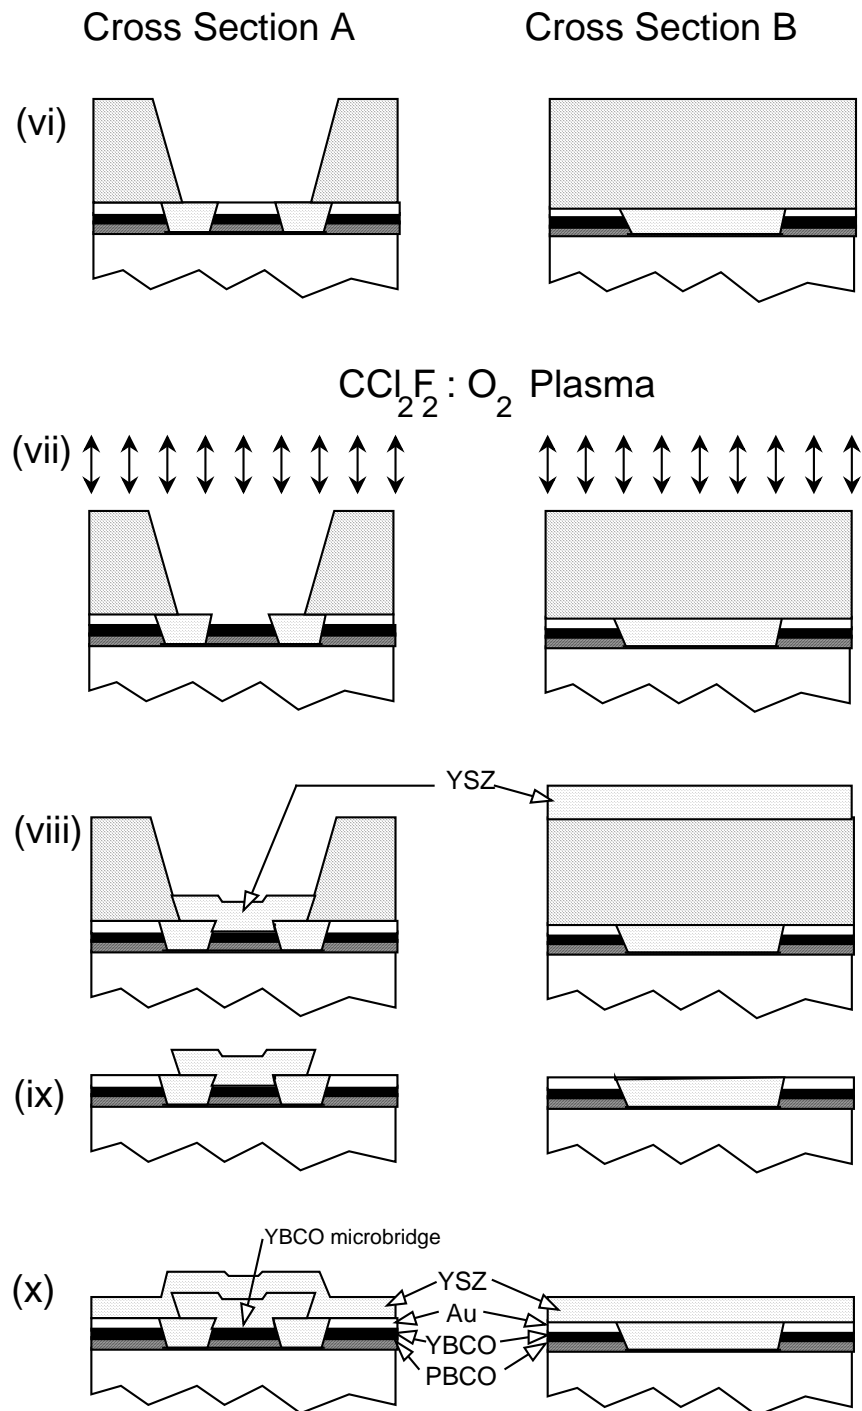 Cross Section A
Cross Section B
(vi)
CCl2F2 : O2 Plasma
(vii)
YSZ
(viii)
(ix)
YBCO microbridge
(x)
YSZ
Au
YBCO
PBCO